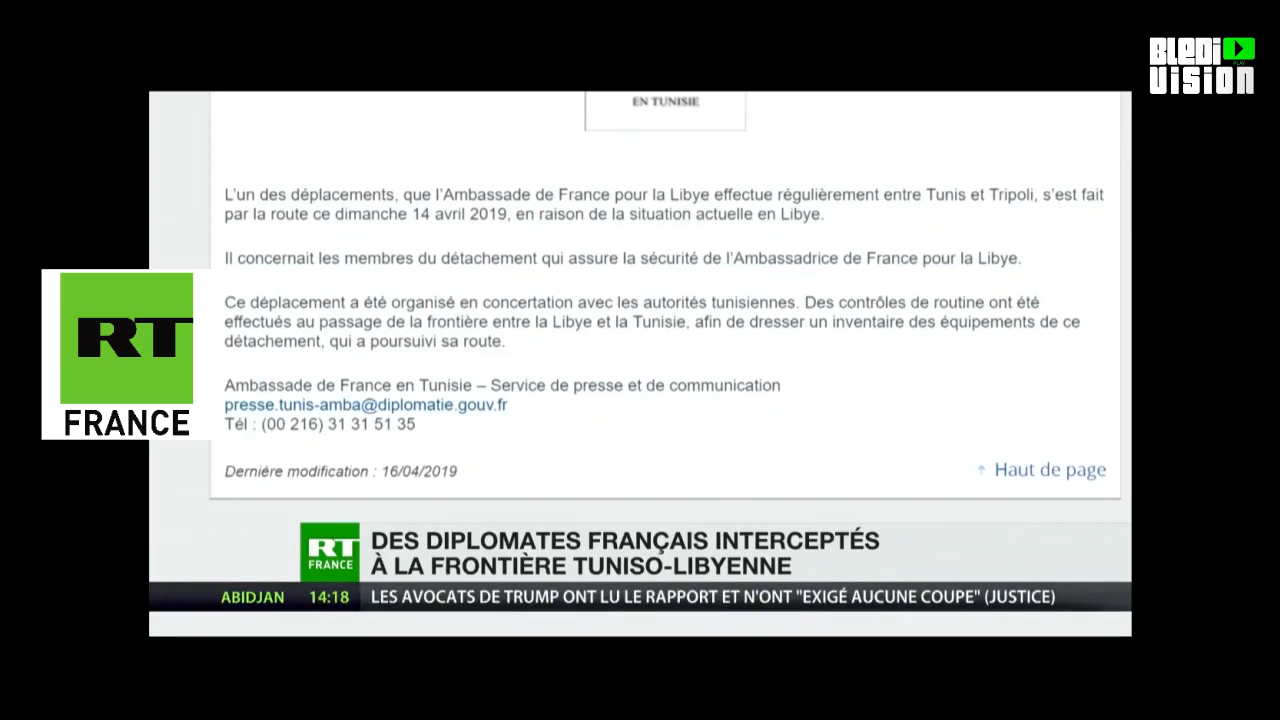 BLEDi
PLAY
VISION
EN TUNISIE
L'un des déplacements, que l'Ambassade de France pour la Libye effectue régulièrement entre Tunis et Tripoli, s'est fait
par la route ce dimanche 14 avril 2019, en raison de la situation actuelle en Libye.
Il concernait les membres du détachement qui assure la sécurité de l'Ambassadrice de France pour la Libye.
Ce déplacement a été organisé en concertation avec les autorités tunisiennes. Des contrôles de routine ont été
effectués au passage de la frontière entre la Libye et la Tunisie, afin de dresser un inventaire des équipements de ce
détachement, qui a poursuivi sa route.
Ambassade de France en Tunisie – Service de presse et de communication
presse.tunis-amba@diplomatie.gouv.fr
Tél : (00 216) 31 31 51 35
RT
FRANCE
Dernière modification : 16/04/2019
↑ Haut de page
RT
FRANCE
DES DIPLOMATES FRANÇAIS INTERCEPTÉS
À LA FRONTIÈRE TUNISO-LIBYENNE
ABIDJAN 14:18 LES AVOCATS DE TRUMP ONT LU LE RAPPORT ET N'ONT "EXIGÉ AUCUNE COUPE" (JUSTICE)